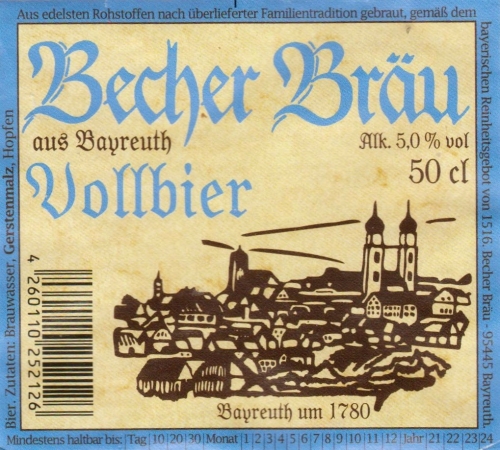 Aus edelsten Rohstoffen nach überlieferter Familientradition gebraut, gemäß dem
bayerischen Reinheitsgebot von 1516. Becher Bräu - 95445 Bayreuth.
Becher Bräu
aus Bayreuth
Alk. 5,0 % vol
50 cl
Vollbier
4 260110 252126
Bayreuth um 1780
Bier. Zutaten: Brauwasser, Gerstenmalz, Hopfen
Mindestens haltbar bis: Tag |10|20|30| Monat |1|2|3|4|5|6|7|8|9|10|11|12| Jahr |21|22|23|24